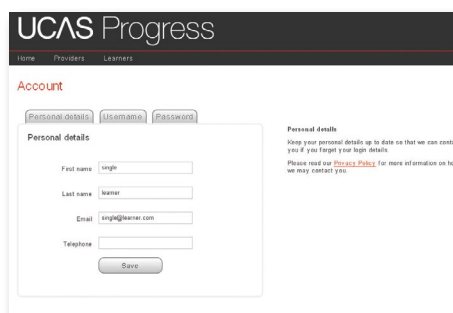 UCAS Progress
Home Providers Learners
Account
Personal details Username Password
Personal details
First name single
Last name learner
Email single@learner.com
Telephone
Save
Personal details
Keep your personal details up to date so that we can
you if you forget your login details.
Please read our Privacy Policy for more information on
we may contact you.